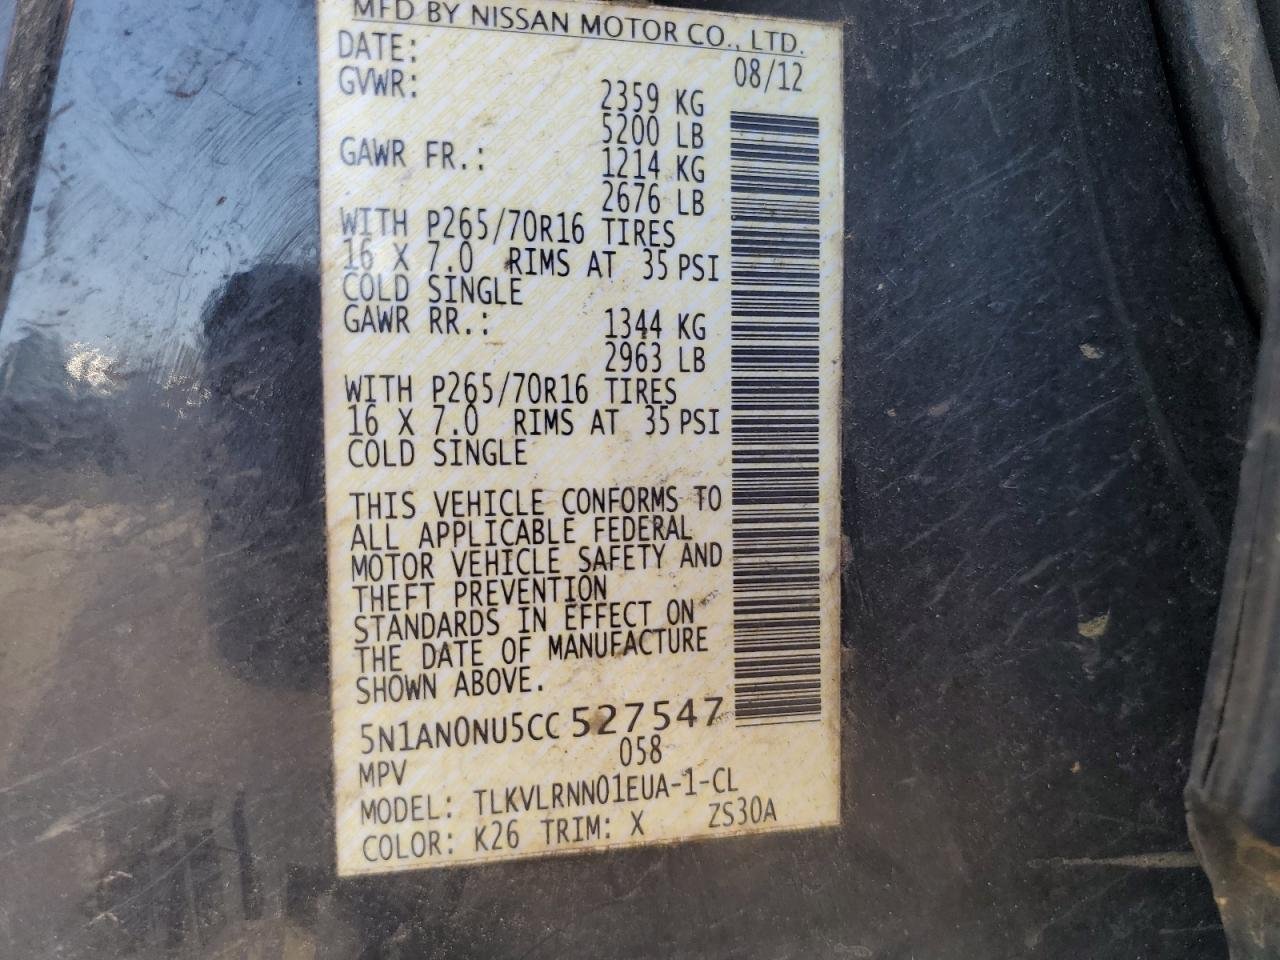 MFD BY NISSAN MOTOR CO., LTD.
DATE: 08/12
GVWR: 2359 KG
5200 LB
GAWR FR.: 1214 KG
2676 LB
WITH P265/70R16 TIRES
16 X 7.0 RIMS AT 35 PSI
COLD SINGLE
GAWR RR.: 1344 KG
2963 LB
WITH P265/70R16 TIRES
16 X 7.0 RIMS AT 35 PSI
COLD SINGLE
THIS VEHICLE CONFORMS TO
ALL APPLICABLE FEDERAL
MOTOR VEHICLE SAFETY AND
THEFT PREVENTION
STANDARDS IN EFFECT ON
THE DATE OF MANUFACTURE
SHOWN ABOVE.
5N1AN0NU5CC 527547
MPV 058
MODEL: TLKVLRNN01EUA-1-CL
COLOR: K26 TRIM: X ZS30A